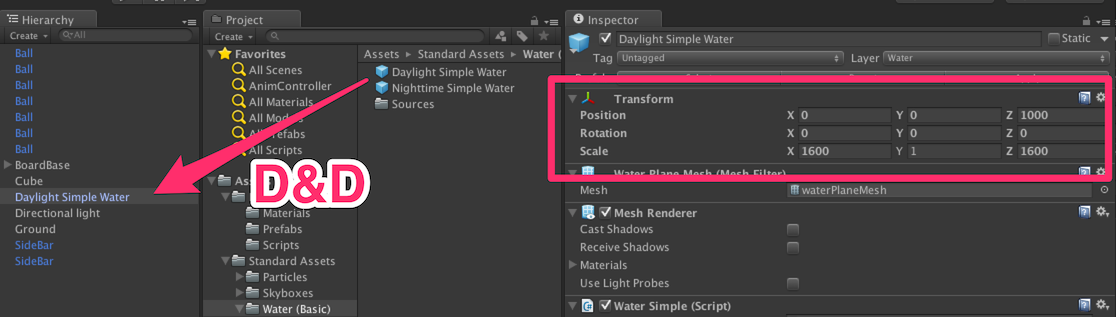 Hierarchy
Create
All
Ball
Ball
Ball
Ball
Ball
Ball
Ball
BoardBase
Cube
Daylight Simple Water
Directional light
Ground
SideBar
SideBar
Project
Create
Favorites
All Scenes
AnimController
All Materials
All Models
All Prefabs
All Scripts
D&D
Materials
Prefabs
Scripts
Standard Assets
Particles
Skyboxes
Water (Basic)
Assets Standard Assets Water (
Daylight Simple Water
Nighttime Simple Water
Sources
Inspector
Daylight Simple Water Static
Tag Untagged Layer Water
Transform
Position X 0 Y 0 Z 1000
Rotation X 0 Y 0 Z 0
Scale X 1600 Y 1 Z 1600
Water Plane Mesh (Mesh Filter)
Mesh waterPlaneMesh
Mesh Renderer
Cast Shadows
Receive Shadows
Materials
Use Light Probes
Water Simple (Script)